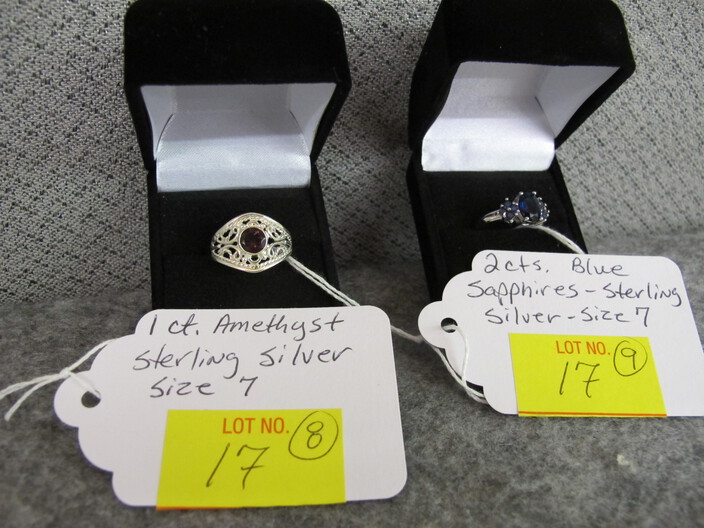 1 ct. Amethyst
Sterling Silver
Size 7
LOT NO. 8
17
2cts. Blue
Sapphires-Sterling
Silver-Size 7
LOT NO. 9
17